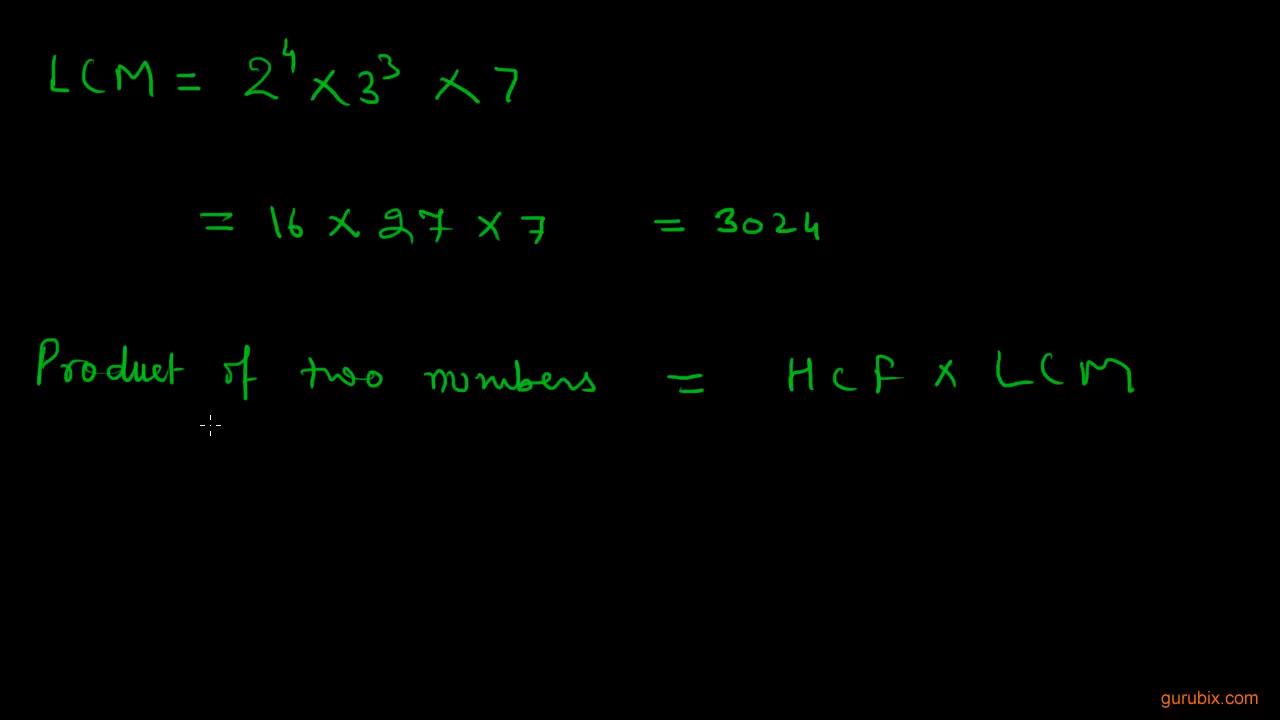 LCM = 2⁴ × 3³ × 7
= 16 × 27 × 7 = 3024
Product of two numbers = HCF × LCM
gurubix.com